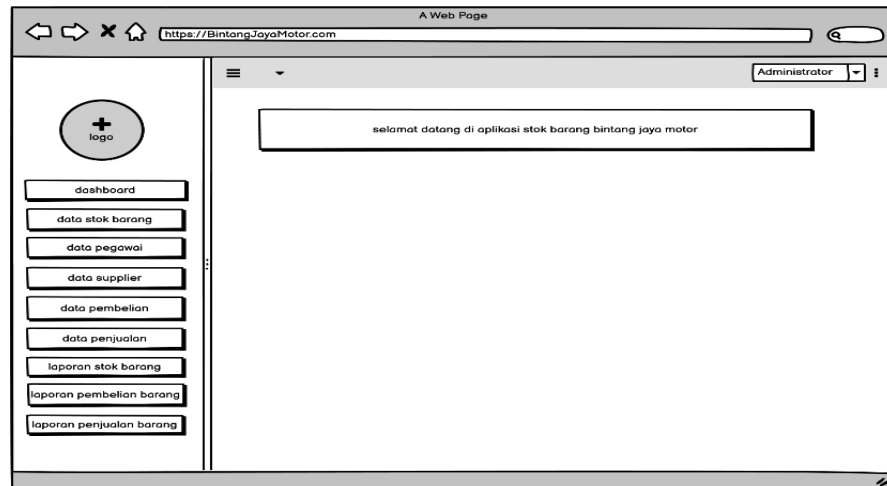 A Web Page
https://BintangJayaMotor.com
Administrator
logo
selamat datang di aplikasi stok barang bintang jaya motor
dashboard
data stok barang
data pegawai
data supplier
data pembelian
data penjualan
laporan stok barang
laporan pembelian barang
laporan penjualan barang